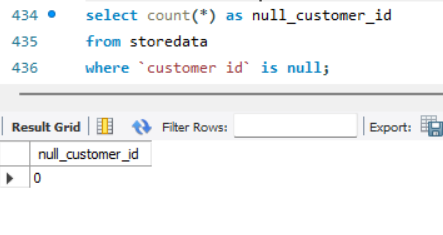 434 select count(*) as null_customer_id
435 from storedata
436 where `customer id` is null;
Result Grid Filter Rows: Export:
null_customer_id
0